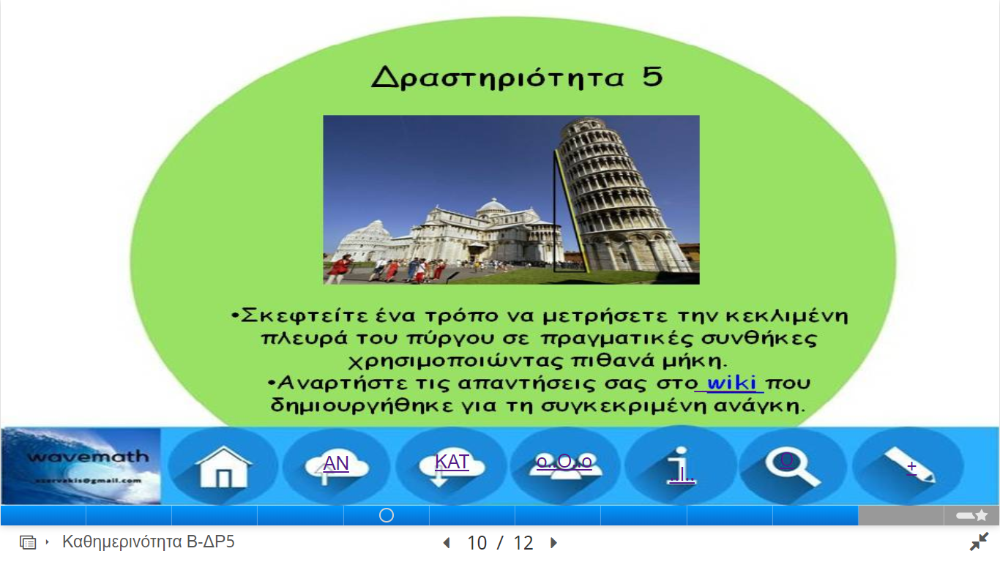 Δραστηριότητα 5
•Σκεφτείτε ένα τρόπο να μετρήσετε την κεκλιμένη
πλευρά του πύργου σε πραγματικές συνθήκες
χρησιμοποιώντας πιθανά μήκη.
•Αναρτήστε τις απαντήσεις σας στο wiki που
δημιουργήθηκε για τη συγκεκριμένη ανάγκη.
wavemath
azervakis@gmail.com
ΑΝ
ΚΑΤ
ο..Ο..ο
..Ι..
Ο
+
Καθημερινότητα Β-ΔΡ5
10 / 12